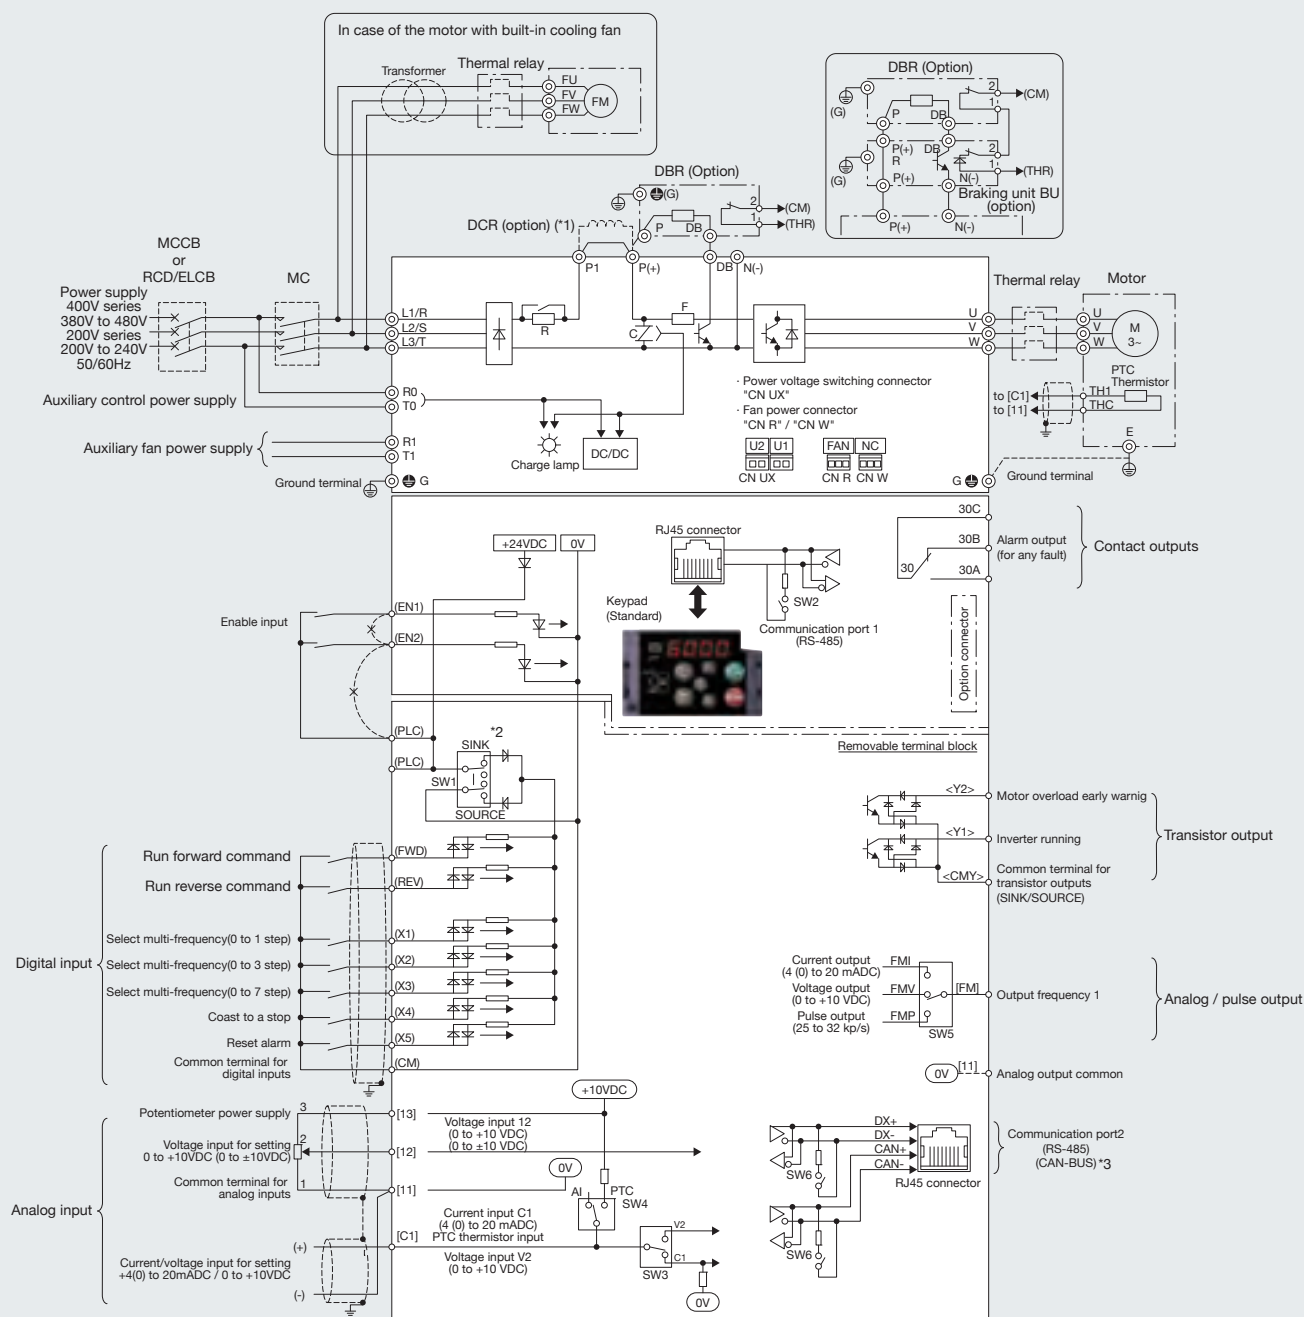 In case of the motor with built-in cooling fan
Transformer
Thermal relay
FU
FV
FW
FM
DBR (Option)
(G)
P
DB
2
1
(CM)
P(+)
R
DB
2
1
(THR)
(G)
P(+)
N(-)
Braking unit BU
(option)
P(+)
N(-)
DBR (Option)
(G)
P
DB
2
1
(CM)
(THR)
DCR (option) (*1)
P1
P(+)
DB
N(-)
MCCB
or
RCD/ELCB
MC
Power supply
400V series
380V to 480V
200V series
200V to 240V
50/60Hz
L1/R
L2/S
L3/T
R
C
F
U
V
W
Thermal relay
Motor
U
V
W
M
3~
PTC
Thermistor
TH1
THC
to [C1]
to [11]
E
Auxiliary control power supply
R0
T0
Auxiliary fan power supply
R1
T1
Ground terminal
G
Charge lamp
DC/DC
· Power voltage switching connector
"CN UX"
· Fan power connector
"CN R" / "CN W"
U2
U1
FAN
NC
CN UX
CN R
CN W
G
Ground terminal
+24VDC
0V
RJ45 connector
SW2
Keypad
(Standard)
6000
Communication port 1
(RS-485)
30C
30B
30
30A
Alarm output
(for any fault)
Contact outputs
Option connector
Enable input
(EN1)
(EN2)
(PLC)
(PLC)
*2
SINK
SW1
SOURCE
Removable terminal block
<Y2>
Motor overload early warnig
<Y1>
Inverter running
<CMY>
Common terminal for
transistor outputs
(SINK/SOURCE)
Transistor output
Digital input
Run forward command
(FWD)
Run reverse command
(REV)
Select multi-frequency(0 to 1 step)
(X1)
Select multi-frequency(0 to 3 step)
(X2)
Select multi-frequency(0 to 7 step)
(X3)
Coast to a stop
(X4)
Reset alarm
(X5)
Common terminal for
digital inputs
(CM)
Current output
(4 (0) to 20 mADC)
FMI
Voltage output
(0 to +10 VDC)
FMV
Pulse output
(25 to 32 kp/s)
FMP
SW5
[FM]
Output frequency 1
Analog / pulse output
0V
[11]
Analog output common
Analog input
Potentiometer power supply
3
[13]
+10VDC
Voltage input 12
(0 to +10 VDC)
(0 to ±10 VDC)
Voltage input for setting
0 to +10VDC (0 to ±10VDC)
2
[12]
Common terminal for
analog inputs
1
[11]
0V
AI
PTC
SW4
Current input C1
(4 (0) to 20 mADC)
PTC thermistor input
[C1]
(+)
Voltage input V2
(0 to +10 VDC)
V2
C1
SW3
0V
Current/voltage input for setting
+4(0) to 20mADC / 0 to +10VDC
(-)
DX+
DX-
CAN+
CAN-
SW6
RJ45 connector
SW6
Communication port2
(RS-485)
(CAN-BUS) *3